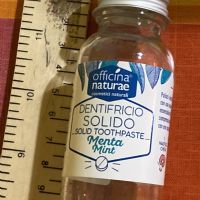 officina
naturae
cosmetici naturali
DENTIFRICIO
SOLIDO
SOLID TOOTHPASTE
Menta
Mint